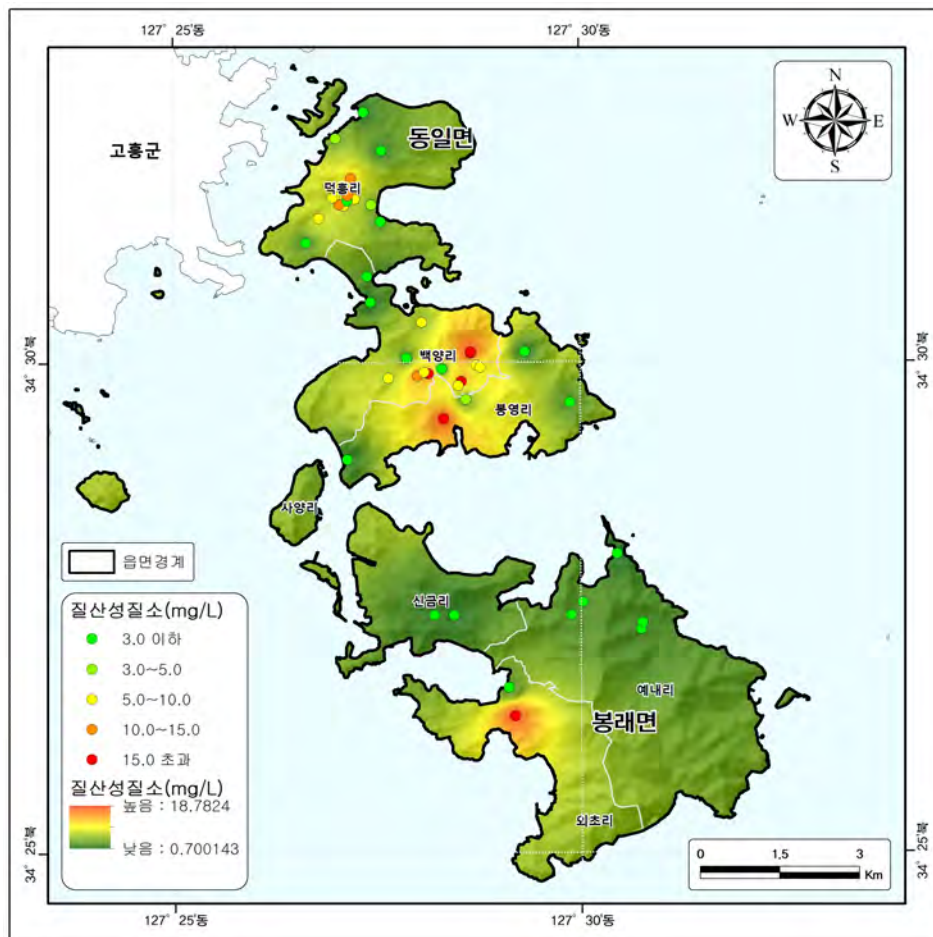 127° 25′동
127° 30′동
N
W
E
S
동일면
고흥군
덕흥리
34° 30′북
34° 30′북
백양리
봉영리
사양리
읍면경계
신금리
질산성질소(mg/L)
3.0 이하
3.0~5.0
5.0~10.0
10.0~15.0
15.0 초과
질산성질소(mg/L)
높음 : 18.7824
낮음 : 0.700143
예내리
봉래면
외초리
0
1.5
3
Km
34° 25′북
34° 25′북
127° 25′동
127° 30′동